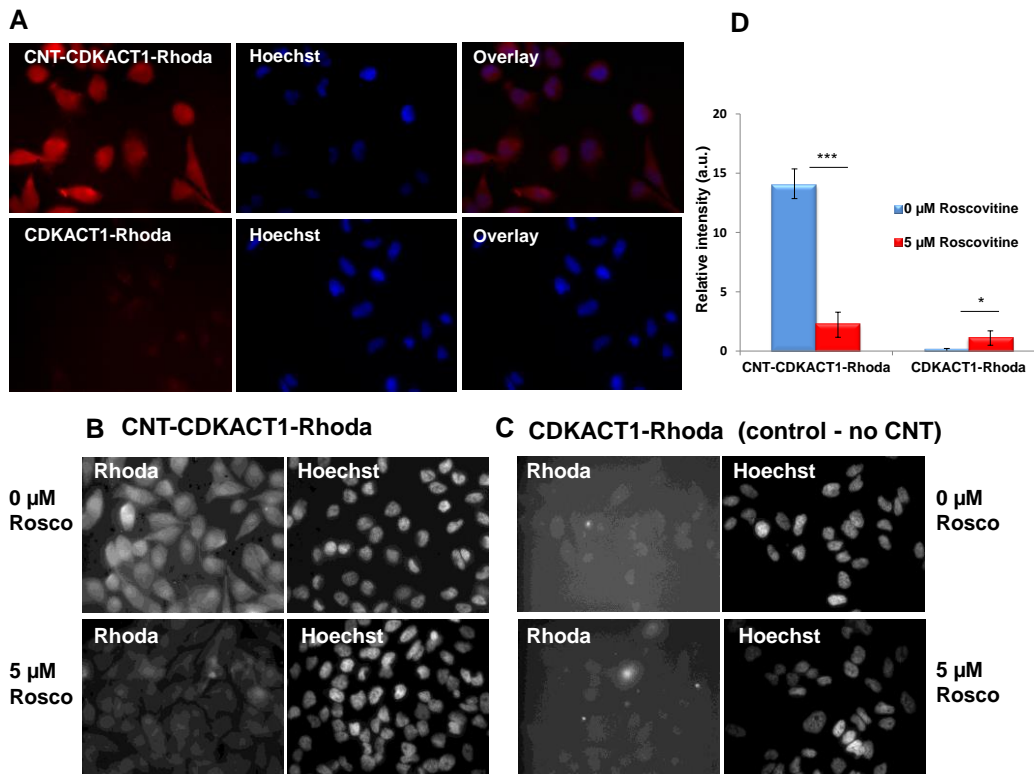 A
CNT-CDKACT1-Rhoda
Hoechst
Overlay
CDKACT1-Rhoda
Hoechst
Overlay
D
Relative intensity (a.u.)
20
15
10
5
0
***
*
0 µM Roscovitine
5 µM Roscovitine
CNT-CDKACT1-Rhoda
CDKACT1-Rhoda
B CNT-CDKACT1-Rhoda
0 µM
Rosco
Rhoda
Hoechst
5 µM
Rosco
Rhoda
Hoechst
C CDKACT1-Rhoda (control - no CNT)
Rhoda
Hoechst
0 µM
Rosco
Rhoda
Hoechst
5 µM
Rosco